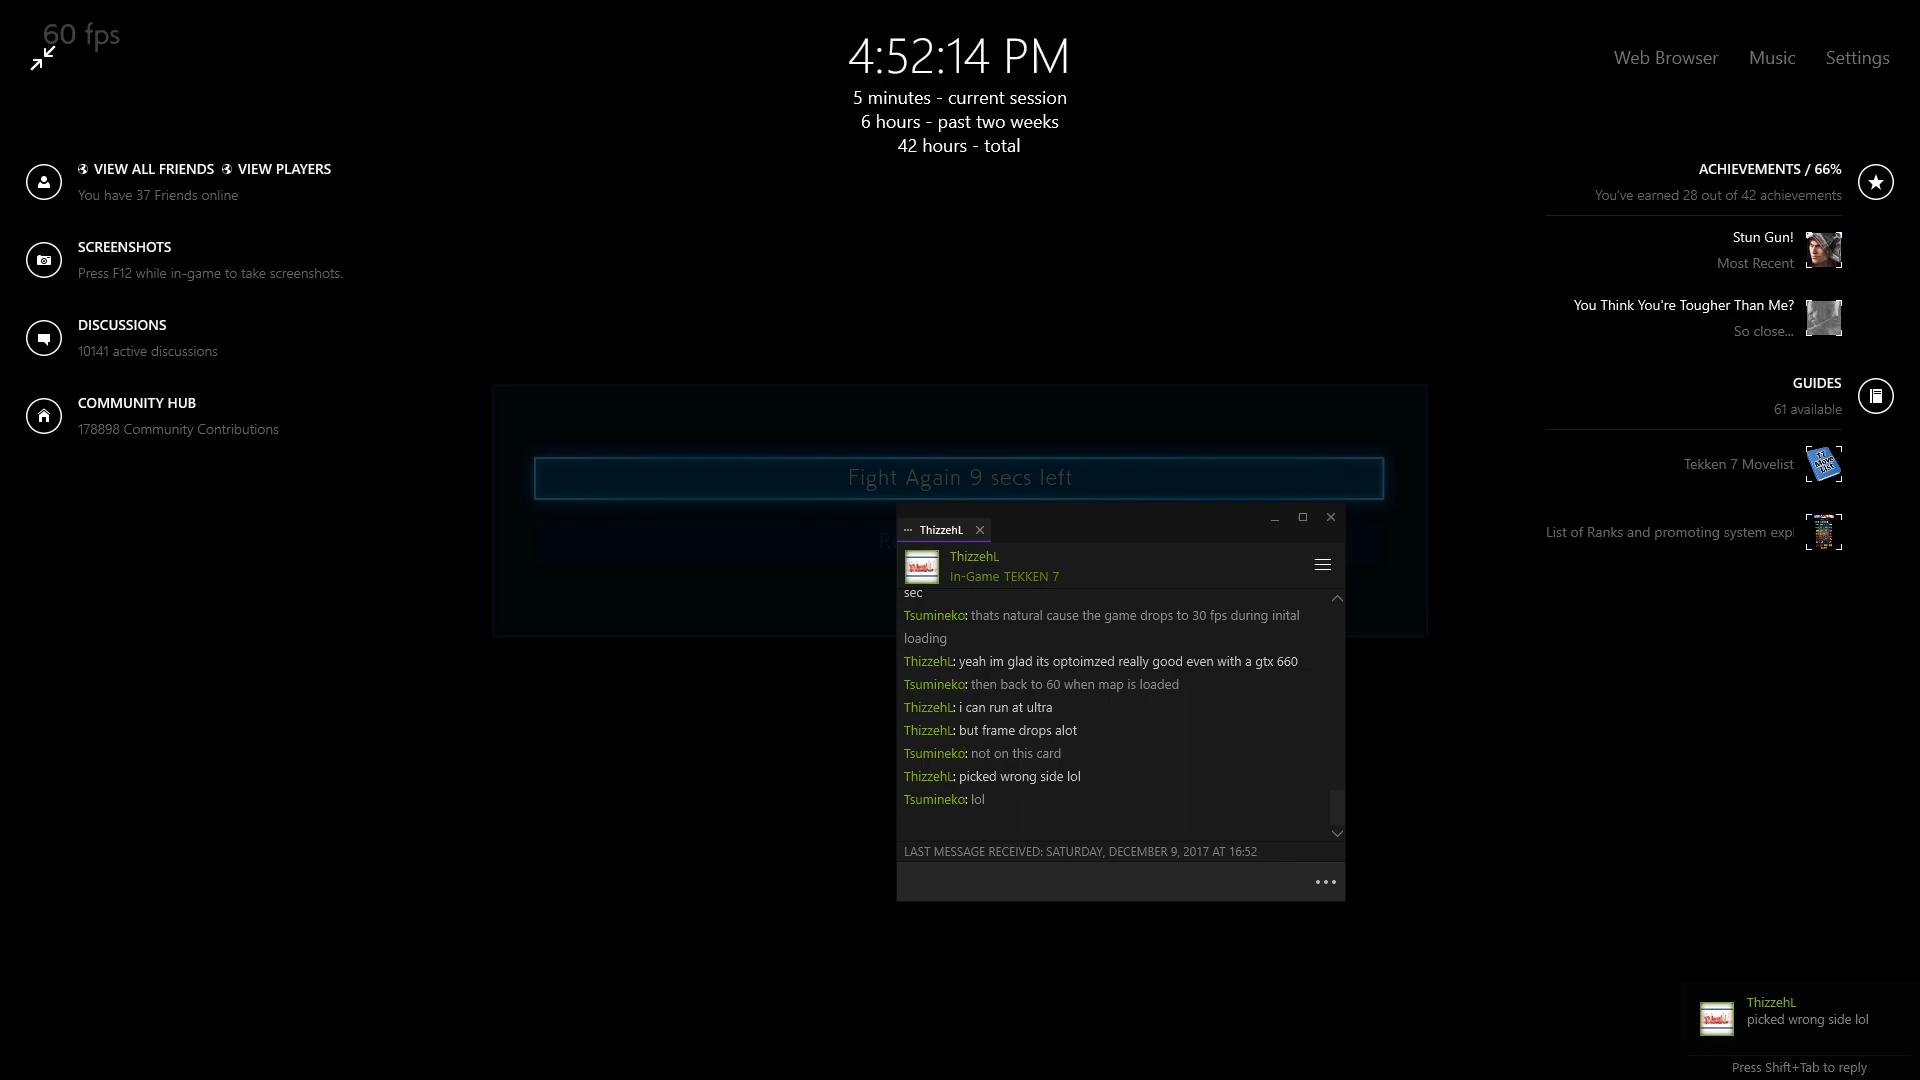 60 fps
4:52:14 PM
5 minutes - current session
6 hours - past two weeks
42 hours - total
Web Browser Music Settings
VIEW ALL FRIENDS VIEW PLAYERS
You have 37 Friends online
SCREENSHOTS
Press F12 while in-game to take screenshots.
DISCUSSIONS
10141 active discussions
COMMUNITY HUB
178898 Community Contributions
ACHIEVEMENTS / 66%
You've earned 28 out of 42 achievements
Stun Gun!
Most Recent
You Think You're Tougher Than Me?
So close...
GUIDES
61 available
Tekken 7 Movelist
List of Ranks and promoting system expl
Fight Again 9 secs left
ThizzehL
ThizzehL
In-Game TEKKEN 7
sec
Tsumineko: thats natural cause the game drops to 30 fps during inital
loading
ThizzehL: yeah im glad its optoimzed really good even with a gtx 660
Tsumineko: then back to 60 when map is loaded
ThizzehL: i can run at ultra
ThizzehL: but frame drops alot
Tsumineko: not on this card
ThizzehL: picked wrong side lol
Tsumineko: lol
LAST MESSAGE RECEIVED: SATURDAY, DECEMBER 9, 2017 AT 16:52
ThizzehL
picked wrong side lol
Press Shift+Tab to reply